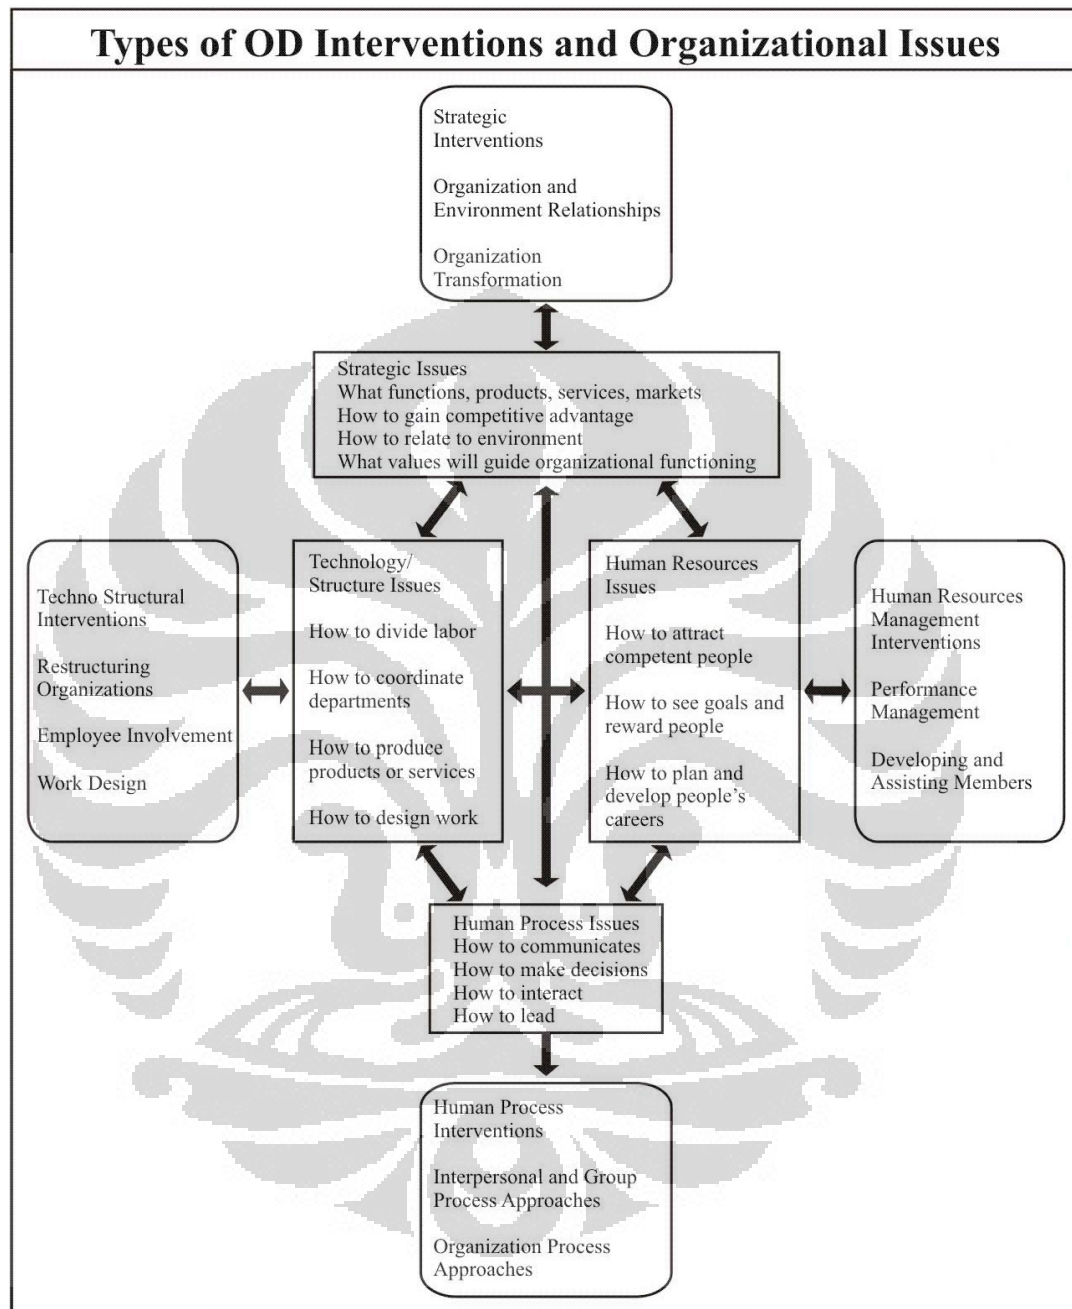 Types of OD Interventions and Organizational Issues
Strategic
Interventions
Organization and
Environment Relationships
Organization
Transformation
Strategic Issues
What functions, products, services, markets
How to gain competitive advantage
How to relate to environment
What values will guide organizational functioning
Techno Structural
Interventions
Restructuring
Organizations
Employee Involvement
Work Design
Technology/
Structure Issues
How to divide labor
How to coordinate
departments
How to produce
products or services
How to design work
Human Resources
Issues
How to attract
competent people
How to see goals and
reward people
How to plan and
develop people’s
careers
Human Resources
Management
Interventions
Performance
Management
Developing and
Assisting Members
Human Process Issues
How to communicates
How to make decisions
How to interact
How to lead
Human Process
Interventions
Interpersonal and Group
Process Approaches
Organization Process
Approaches